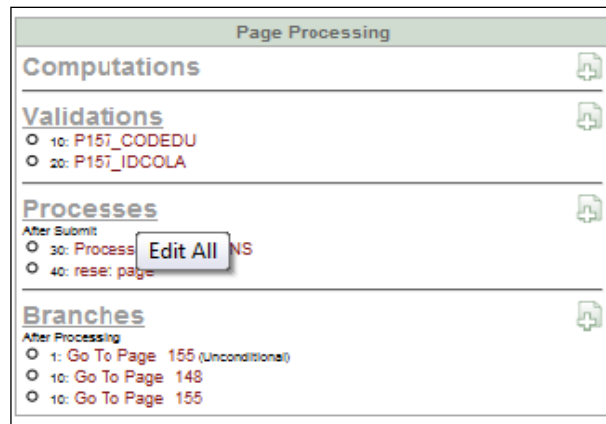 Page Processing
Computations
Validations
10: P157_CODEDU
20: P157_IDCOLA
Processes
After Submit
30: Process NS
Edit All
40: reset page
Branches
After Processing
1: Go To Page 155 (Unconditional)
10: Go To Page 148
10: Go To Page 155